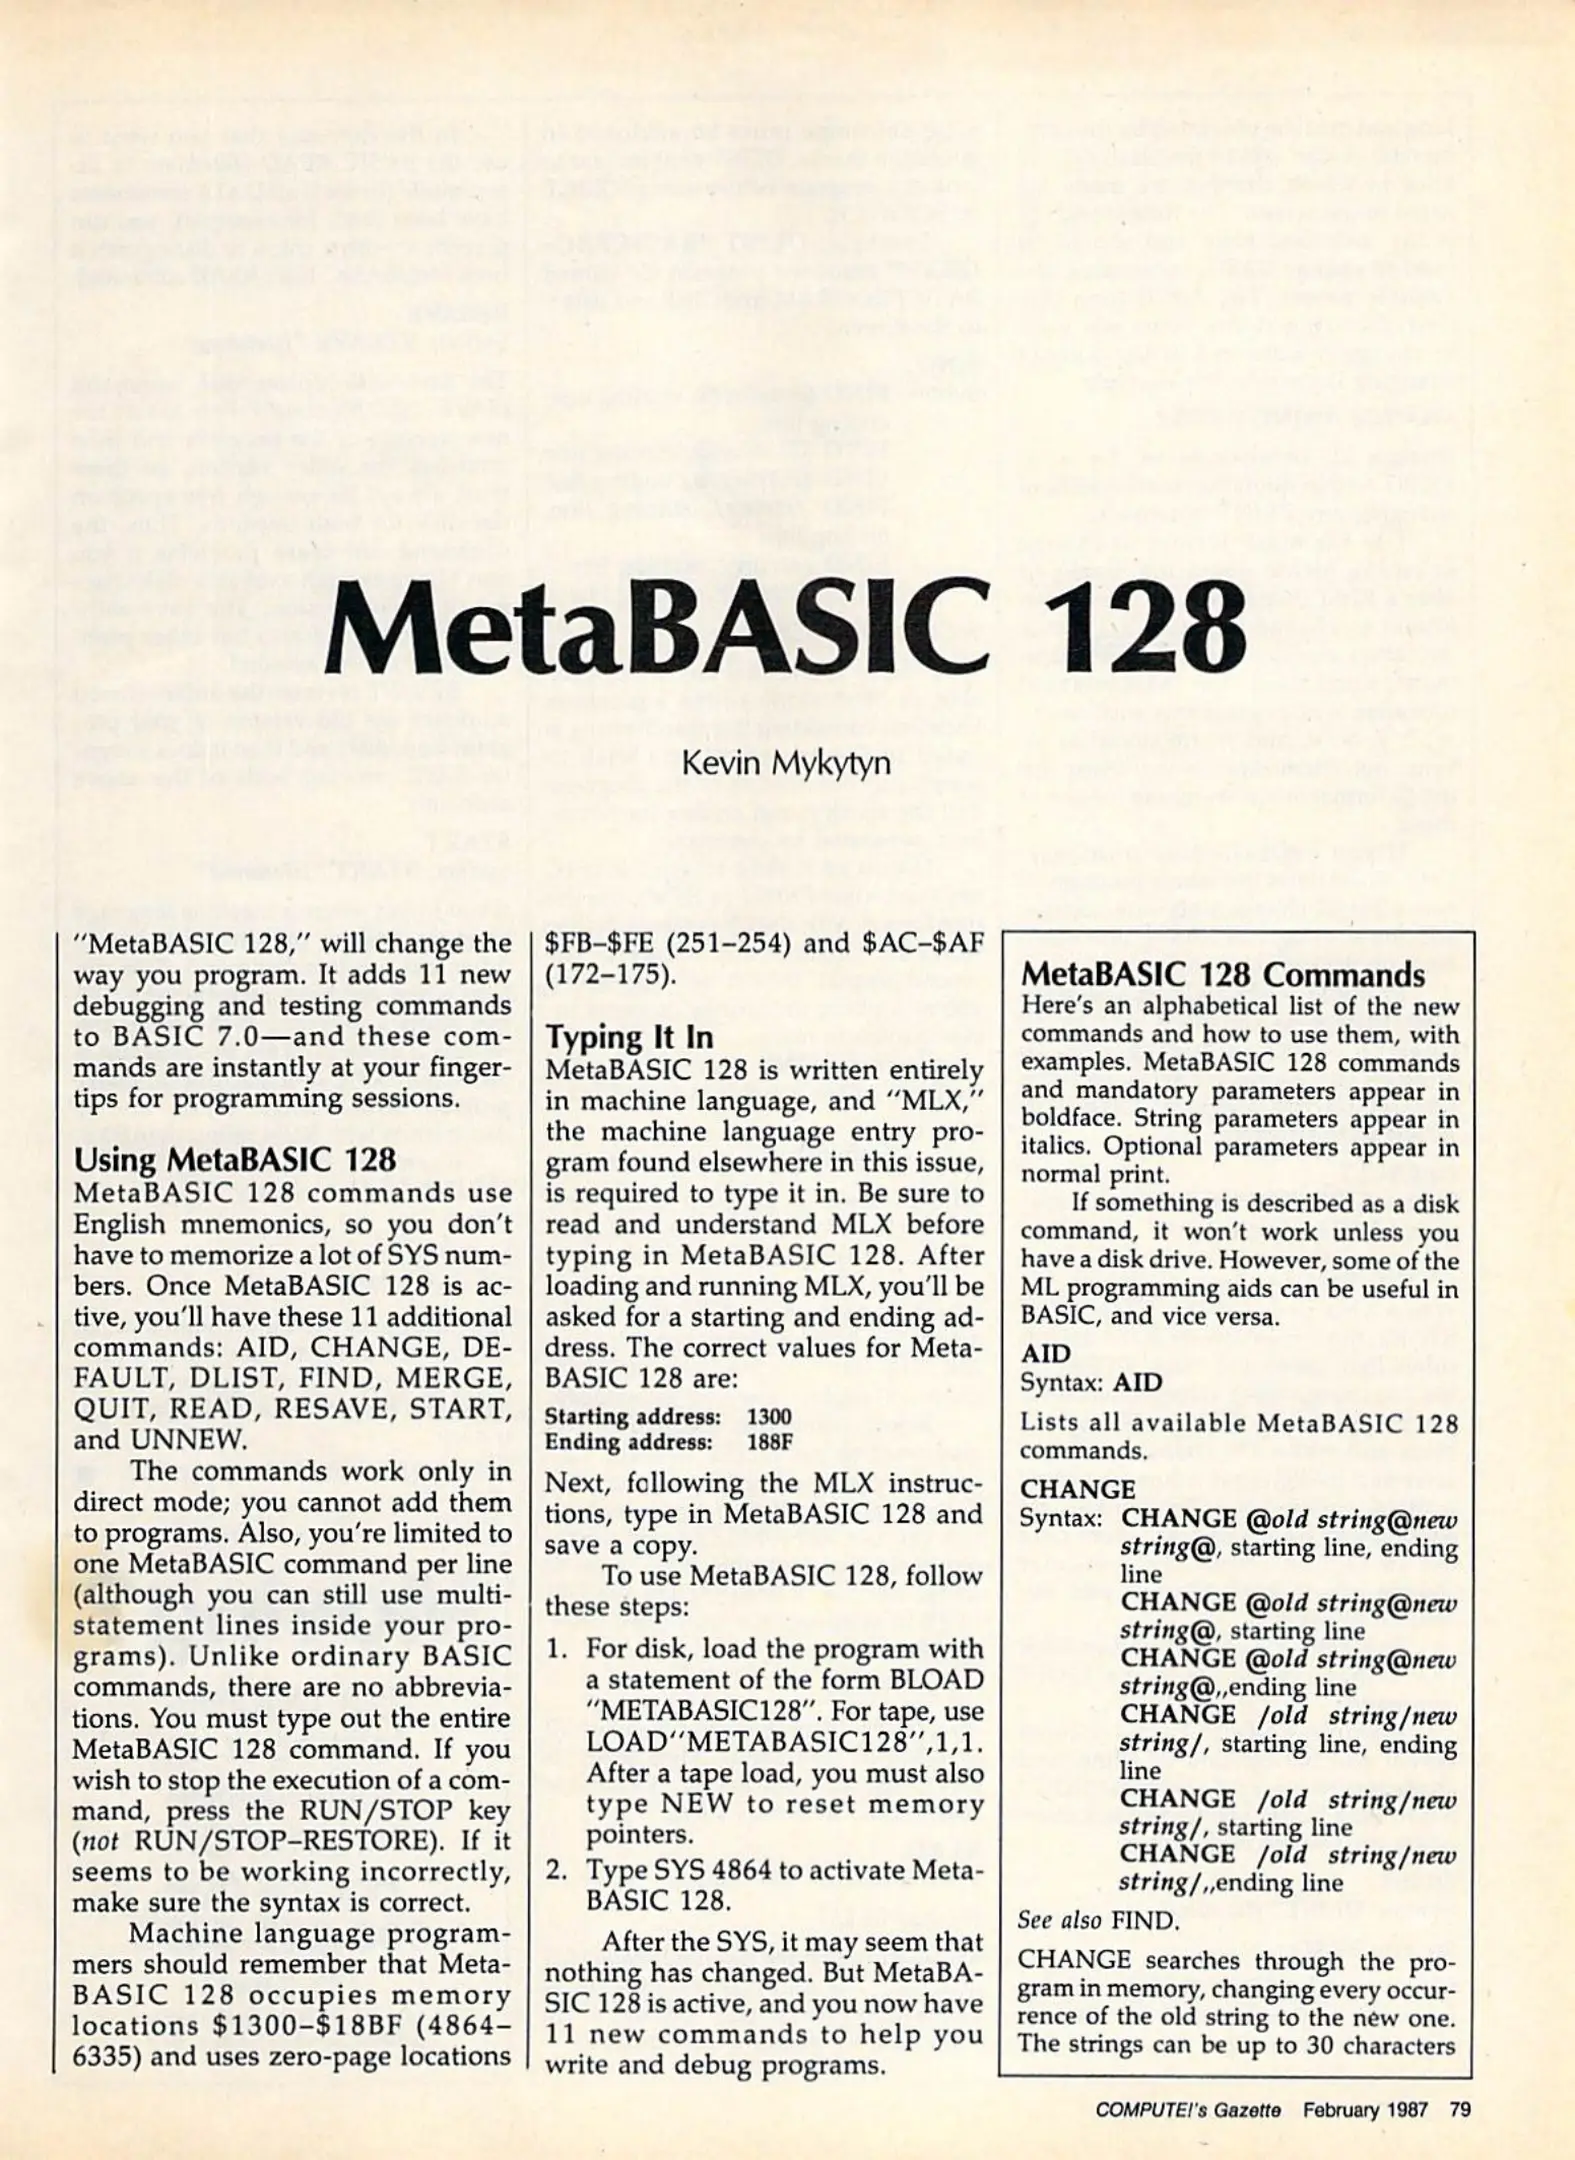 MetaBASIC 128
Kevin Mykytyn
"MetaBASIC 128," will change the
way you program. It adds 11 new
debugging and testing commands
to BASIC 7.0—and these com-
mands are instantly at your finger-
tips for programming sessions.
Using MetaBASIC 128
MetaBASIC 128 commands use
English mnemonics, so you don't
have to memorize a lot of SYS num-
bers. Once MetaBASIC 128 is ac-
tive, you'll have these 11 additional
commands: AID, CHANGE, DE-
FAULT, DLIST, FIND, MERGE,
QUIT, READ, RESAVE, START,
and UNNEW.
The commands work only in
direct mode; you cannot add them
to programs. Also, you're limited to
one MetaBASIC command per line
(although you can still use multi-
statement lines inside your pro-
grams). Unlike ordinary BASIC
commands, there are no abbrevia-
tions. You must type out the entire
MetaBASIC 128 command. If you
wish to stop the execution of a com-
mand, press the RUN/STOP key
(not RUN/STOP–RESTORE). If it
seems to be working incorrectly,
make sure the syntax is correct.
Machine language program-
mers should remember that Meta-
BASIC 128 occupies memory
locations $1300–$18BF (4864–
6335) and uses zero-page locations
$FB–$FE (251–254) and $AC–$AF
(172–175).
Typing It In
MetaBASIC 128 is written entirely
in machine language, and "MLX,"
the machine language entry pro-
gram found elsewhere in this issue,
is required to type it in. Be sure to
read and understand MLX before
typing in MetaBASIC 128. After
loading and running MLX, you'll be
asked for a starting and ending ad-
dress. The correct values for Meta-
BASIC 128 are:
Starting address: 1300
Ending address: 188F
Next, following the MLX instruc-
tions, type in MetaBASIC 128 and
save a copy.
To use MetaBASIC 128, follow
these steps:
1. For disk, load the program with
a statement of the form BLOAD
"METABASIC128". For tape, use
LOAD"METABASIC128",1,1.
After a tape load, you must also
type NEW to reset memory
pointers.
2. Type SYS 4864 to activate Meta-
BASIC 128.
After the SYS, it may seem that
nothing has changed. But MetaBA-
SIC 128 is active, and you now have
11 new commands to help you
write and debug programs.
MetaBASIC 128 Commands
Here's an alphabetical list of the new
commands and how to use them, with
examples. MetaBASIC 128 commands
and mandatory parameters appear in
boldface. String parameters appear in
italics. Optional parameters appear in
normal print.
If something is described as a disk
command, it won't work unless you
have a disk drive. However, some of the
ML programming aids can be useful in
BASIC, and vice versa.
AID
Syntax: AID
Lists all available MetaBASIC 128
commands.
CHANGE
Syntax: CHANGE @old string@new
string@, starting line, ending
line
CHANGE @old string@new
string@, starting line
CHANGE @old string@new
string@,,ending line
CHANGE /old string/new
string/, starting line, ending
line
CHANGE /old string/new
string/, starting line
CHANGE /old string/new
string/,,ending line
See also FIND.
CHANGE searches through the pro-
gram in memory, changing every occur-
rence of the old string to the new one.
The strings can be up to 30 characters
COMPUTE!'s Gazette February 1987 79